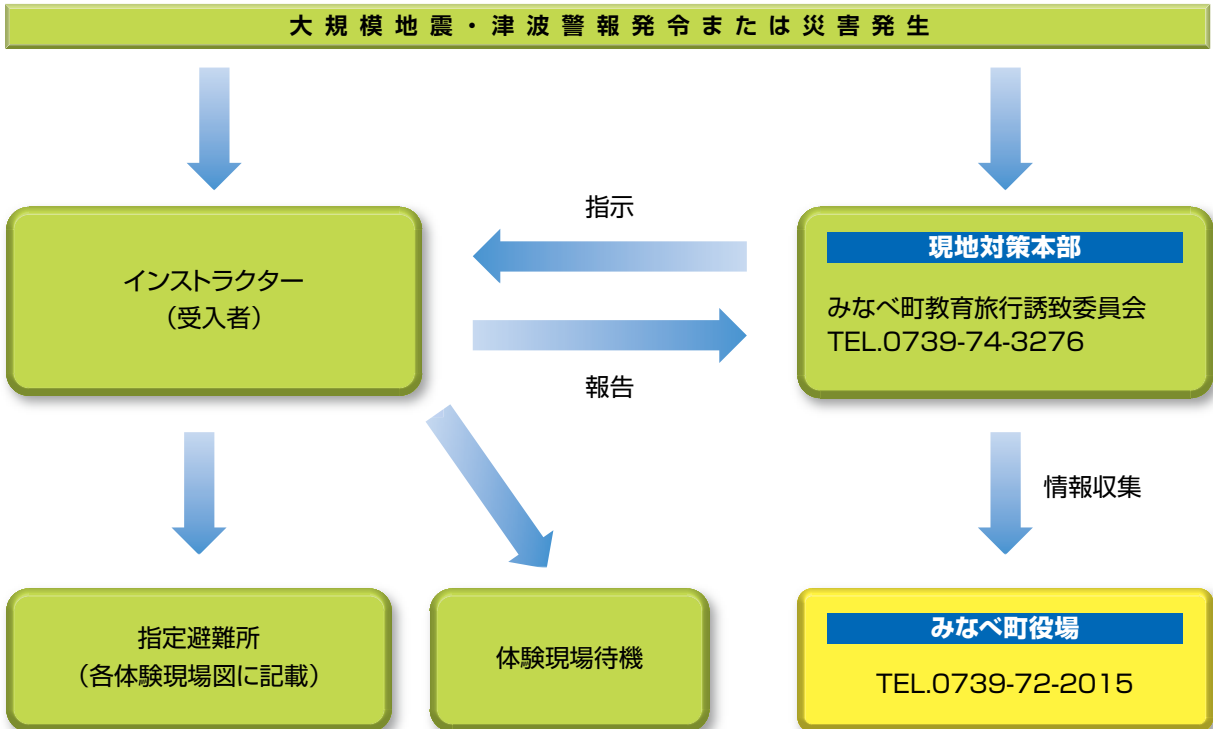 大規模地震・津波警報発令または災害発生
指示
インストラクター
（受入者）
現地対策本部
みなべ町教育旅行誘致委員会
TEL.0739-74-3276
報告
情報収集
指定避難所
（各体験現場図に記載）
体験現場待機
みなべ町役場
TEL.0739-72-2015